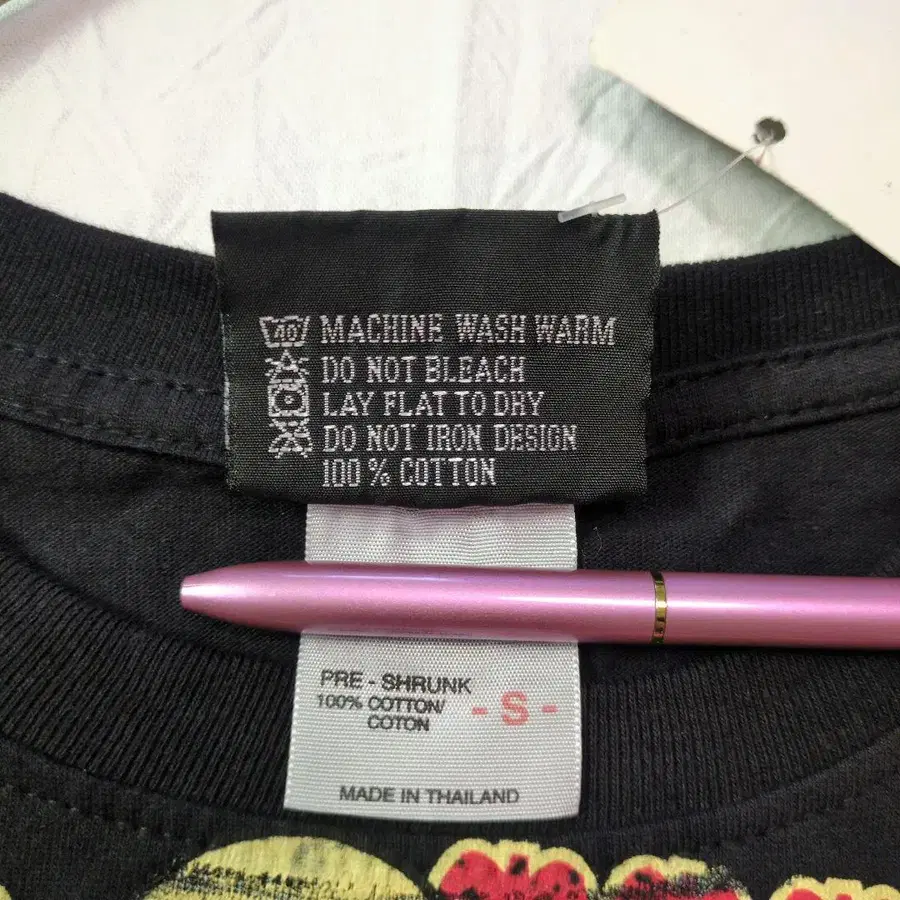 40 MACHINE WASH WARM
DO NOT BLEACH
LAY FLAT TO DRY
DO NOT IRON DESIGN
100 % COTTON
PRE - SHRUNK
100% COTTON/
COTON
- S -
MADE IN THAILAND